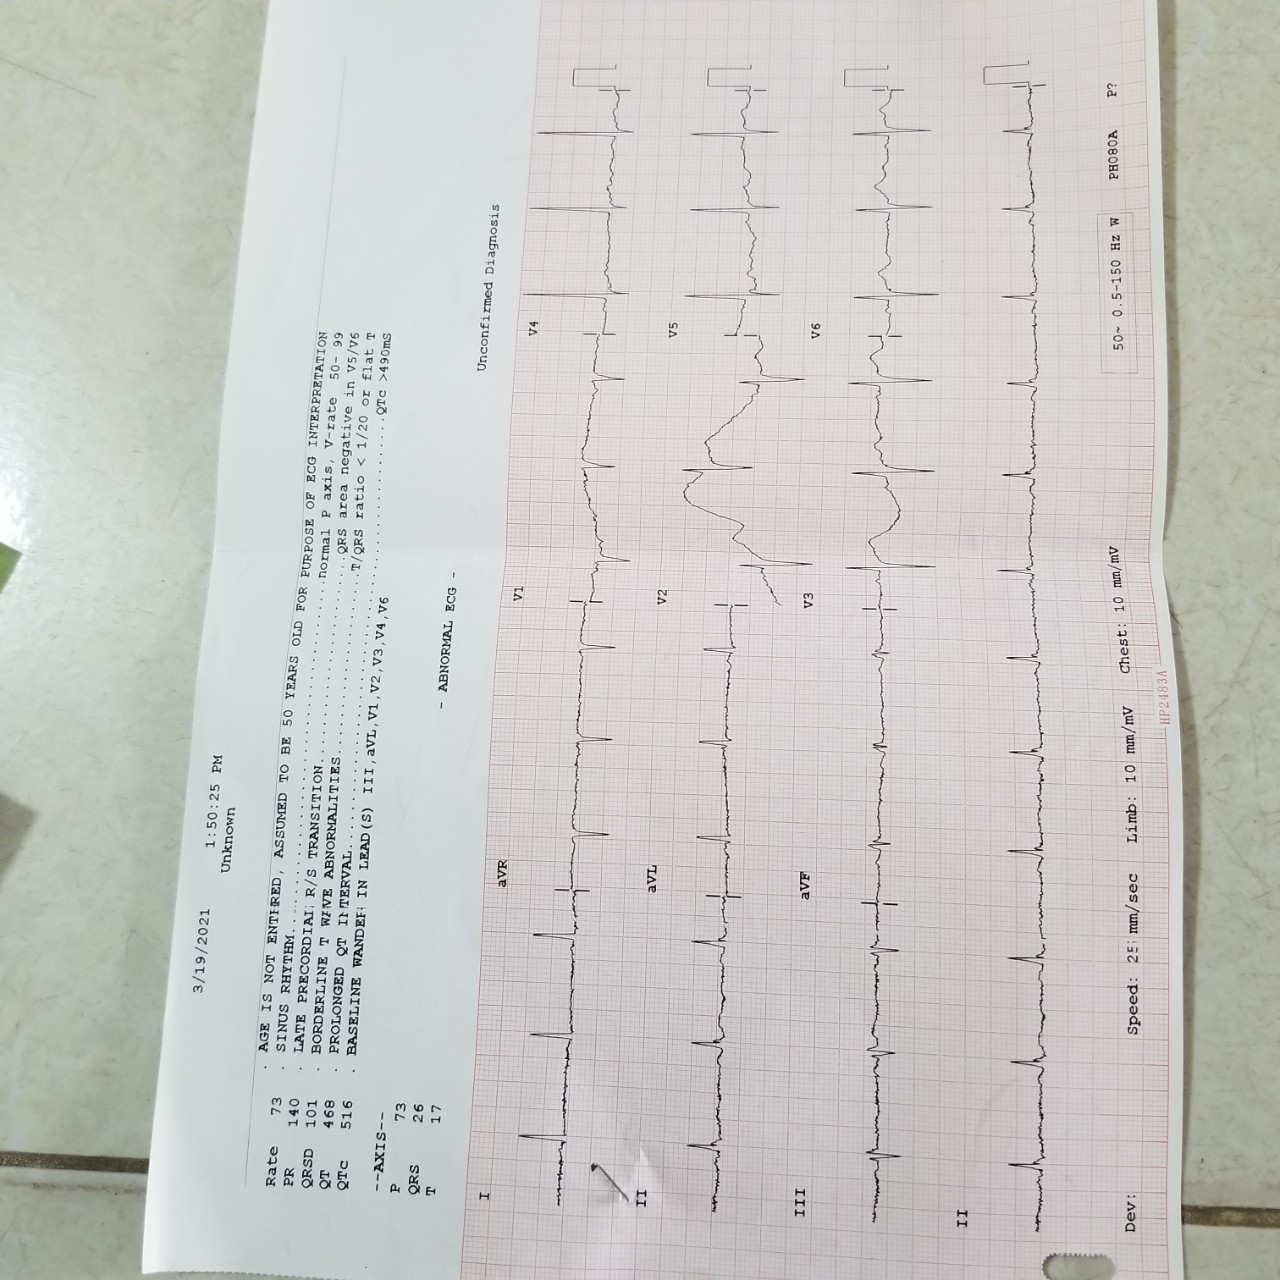 3/19/2021 1:50:25 PM
Unknown
Rate 73 . AGE IS NOT ENTERED, ASSUMED TO BE 50 YEARS OLD FOR PURPOSE OF ECG INTERPRETATION
PR 140 . SINUS RHYTHM........................................normal P axis, V-rate 50- 99
QRSD 101 . LATE PRECORDIAL R/S TRANSITION.......................QRS area negative in V5/V6
QT 468 . BORDERLINE T WAVE ABNORMALITIES....................T/QRS ratio < 1/20 or flat T
QTc 516 . PROLONGED QT INTERVAL..............................................QTc >490mS
. BASELINE WANDER IN LEAD(S) III,aVL,V1,V2,V3,V4,V6
--AXIS--
P 73
QRS 26
T 17
- ABNORMAL ECG -
Unconfirmed Diagnosis
I aVR V1 V4
II aVL V2 V5
III aVF V3 V6
II
Dev: Speed: 25 mm/sec Limb: 10 mm/mV Chest: 10 mm/mV 50~ 0.5-150 Hz W PH080A P?
HP2483A